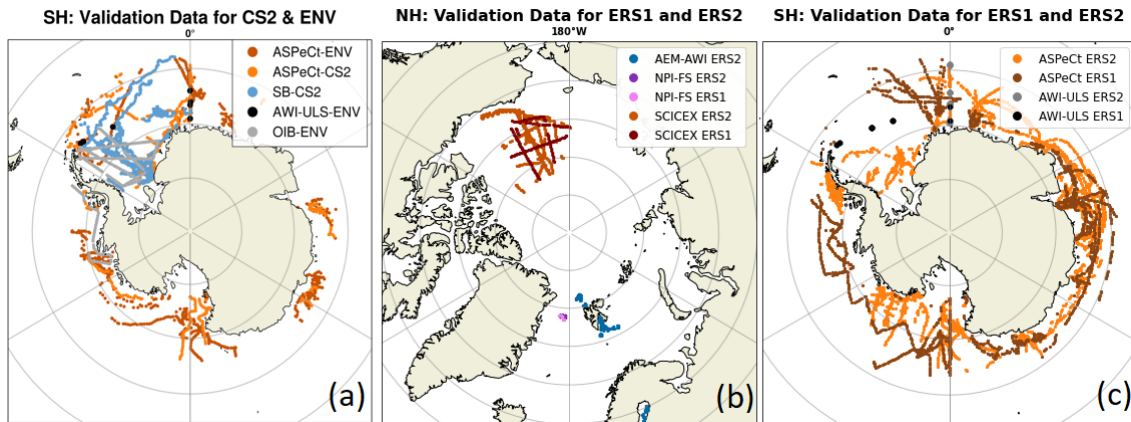 SH: Validation Data for CS2 & ENV
0°
ASPeCt-ENV
ASPeCt-CS2
SB-CS2
AWI-ULS-ENV
OIB-ENV
(a)
NH: Validation Data for ERS1 and ERS2
180°W
AEM-AWI ERS2
NPI-FS ERS2
NPI-FS ERS1
SCICEX ERS2
SCICEX ERS1
(b)
SH: Validation Data for ERS1 and ERS2
0°
ASPeCt ERS2
ASPeCt ERS1
AWI-ULS ERS2
AWI-ULS ERS1
(c)